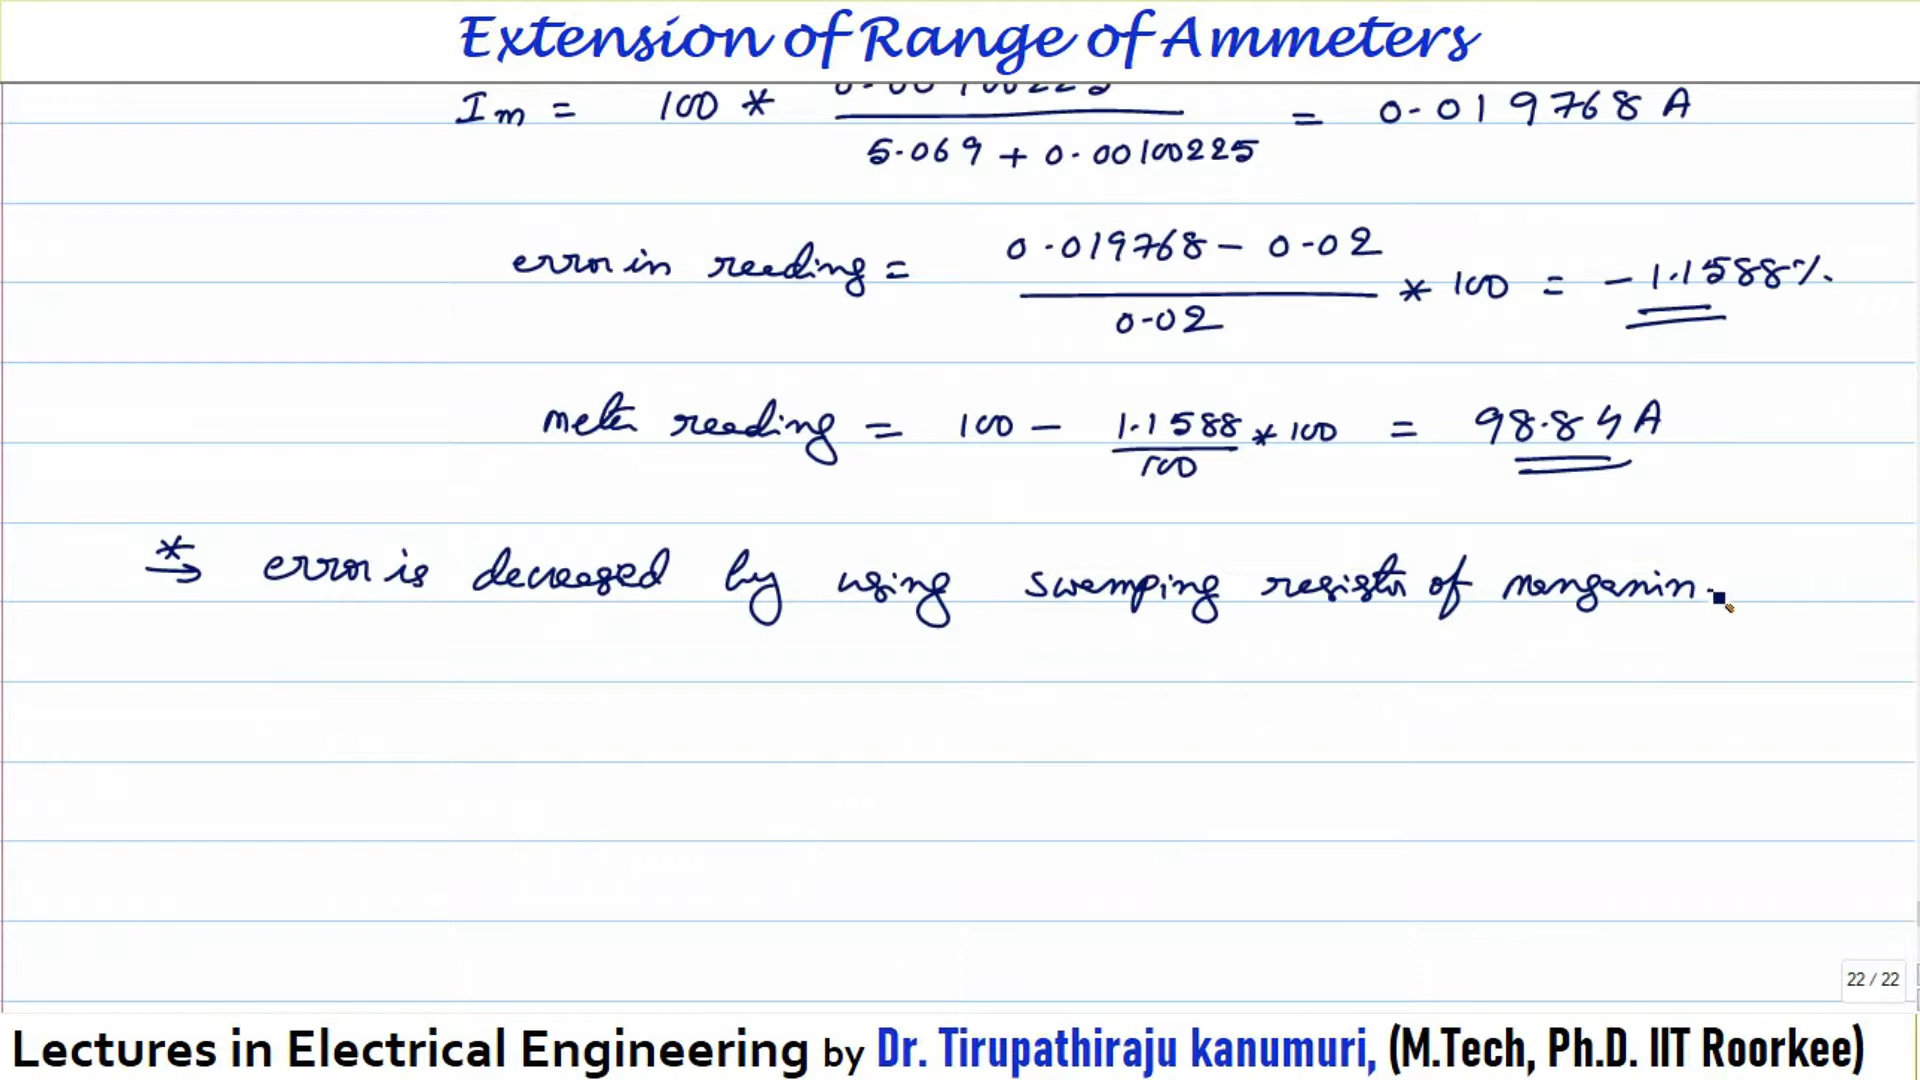 Extension of Range of Ammeters
0.00100225
Im = 100 * ――― = 0.019768 A
5.069 + 0.00100225
0.019768 - 0.02
error in reading = ――― * 100 = - 1.1588%.
0.02
meter reading = 100 - 1.1588/100 * 100 = 98.84 A
* → error is decreased by using swamping resistor of manganin.
22 / 22
Lectures in Electrical Engineering by Dr. Tirupathiraju kanumuri, (M.Tech, Ph.D. IIT Roorkee)